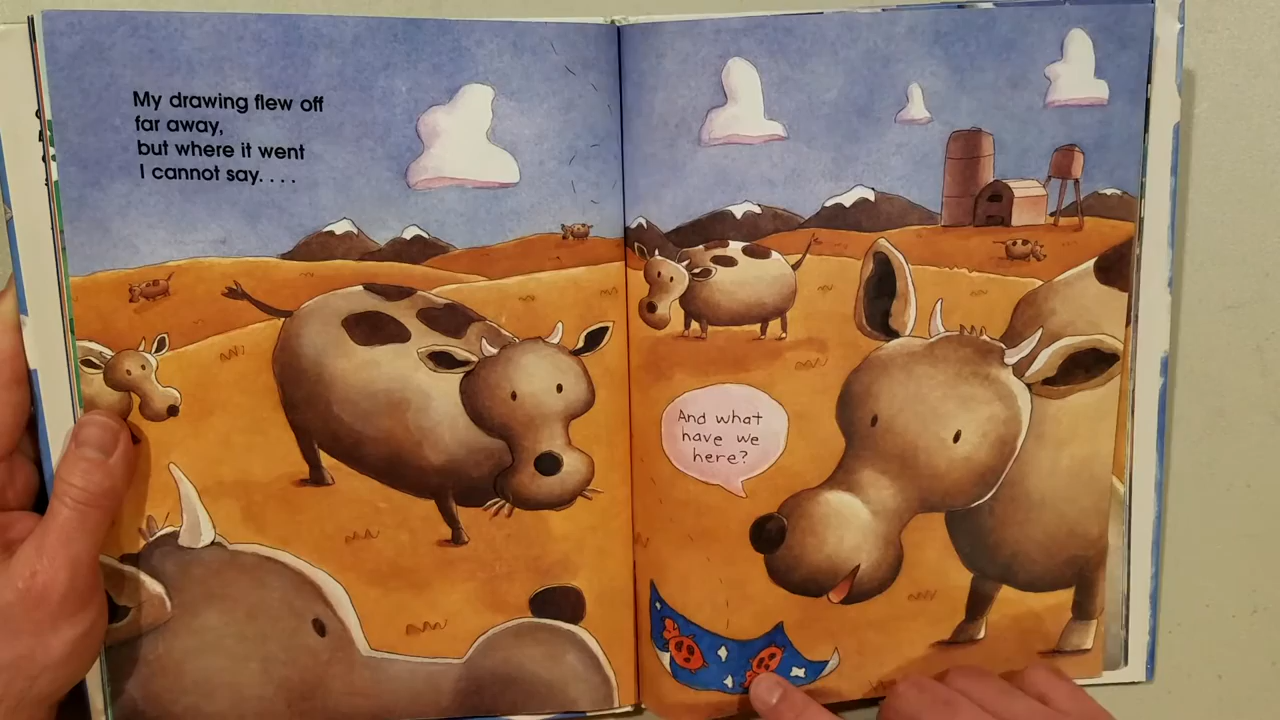 My drawing flew off
far away,
but where it went
I cannot say. . . .
And what
have we
here?